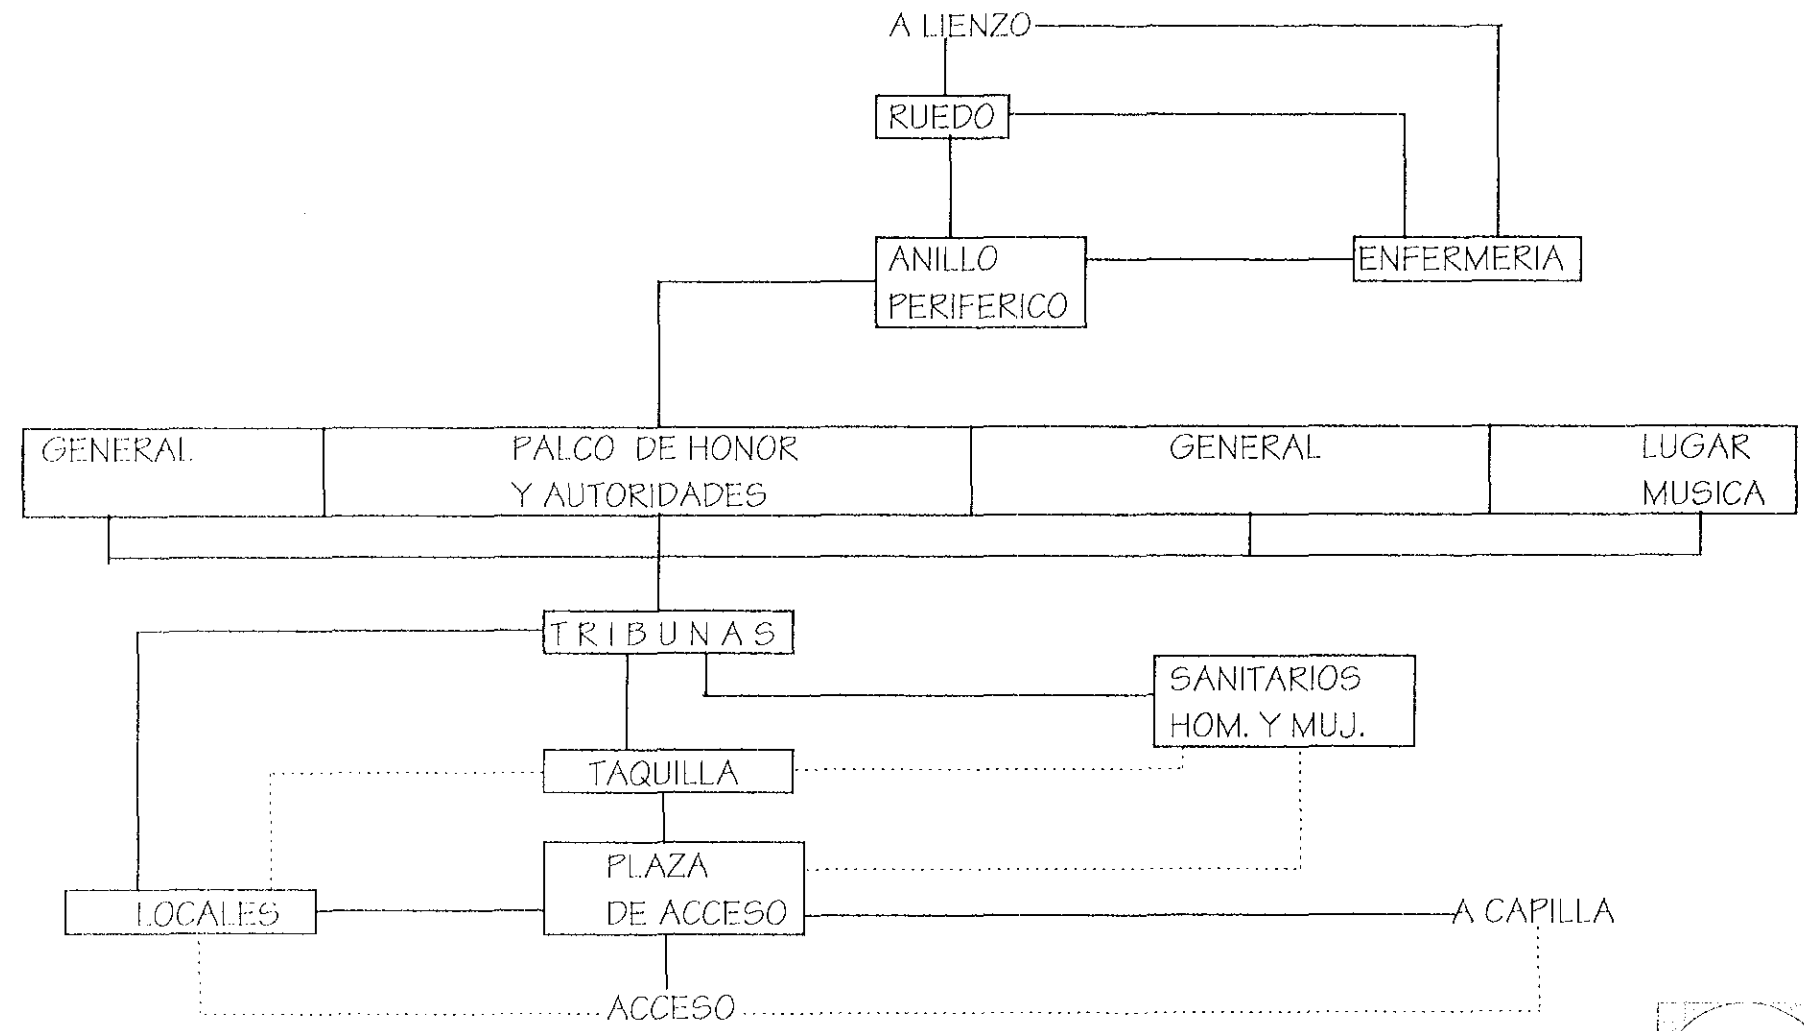 A LIENZO
RUEDO
ANILLO
PERIFERICO
ENFERMERIA
GENERAL
PALCO DE HONOR
Y AUTORIDADES
GENERAL
LUGAR
MUSICA
TRIBUNAS
SANITARIOS
HOM. Y MUJ.
TAQUILLA
PLAZA
DE ACCESO
LOCALES
A CAPILLA
ACCESO